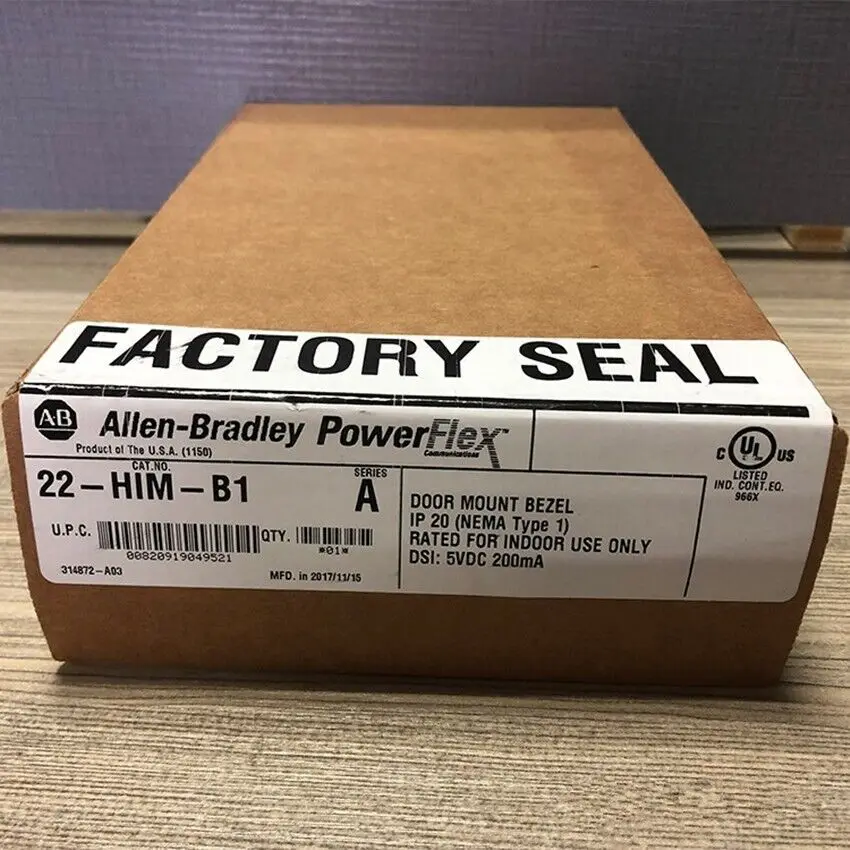 FACTORY SEAL
AB Allen-Bradley PowerFlex™
Communications
Product of The U.S.A. (1150)
CAT.NO.
22-HIM-B1
SERIES
A
U.P.C.
00820919049521
QTY.
*01*
314872-A03
MFD. in 2017/11/15
DOOR MOUNT BEZEL
IP 20 (NEMA Type 1)
RATED FOR INDOOR USE ONLY
DSI: 5VDC 200mA
C UL US
LISTED
IND. CONT.EQ.
966X